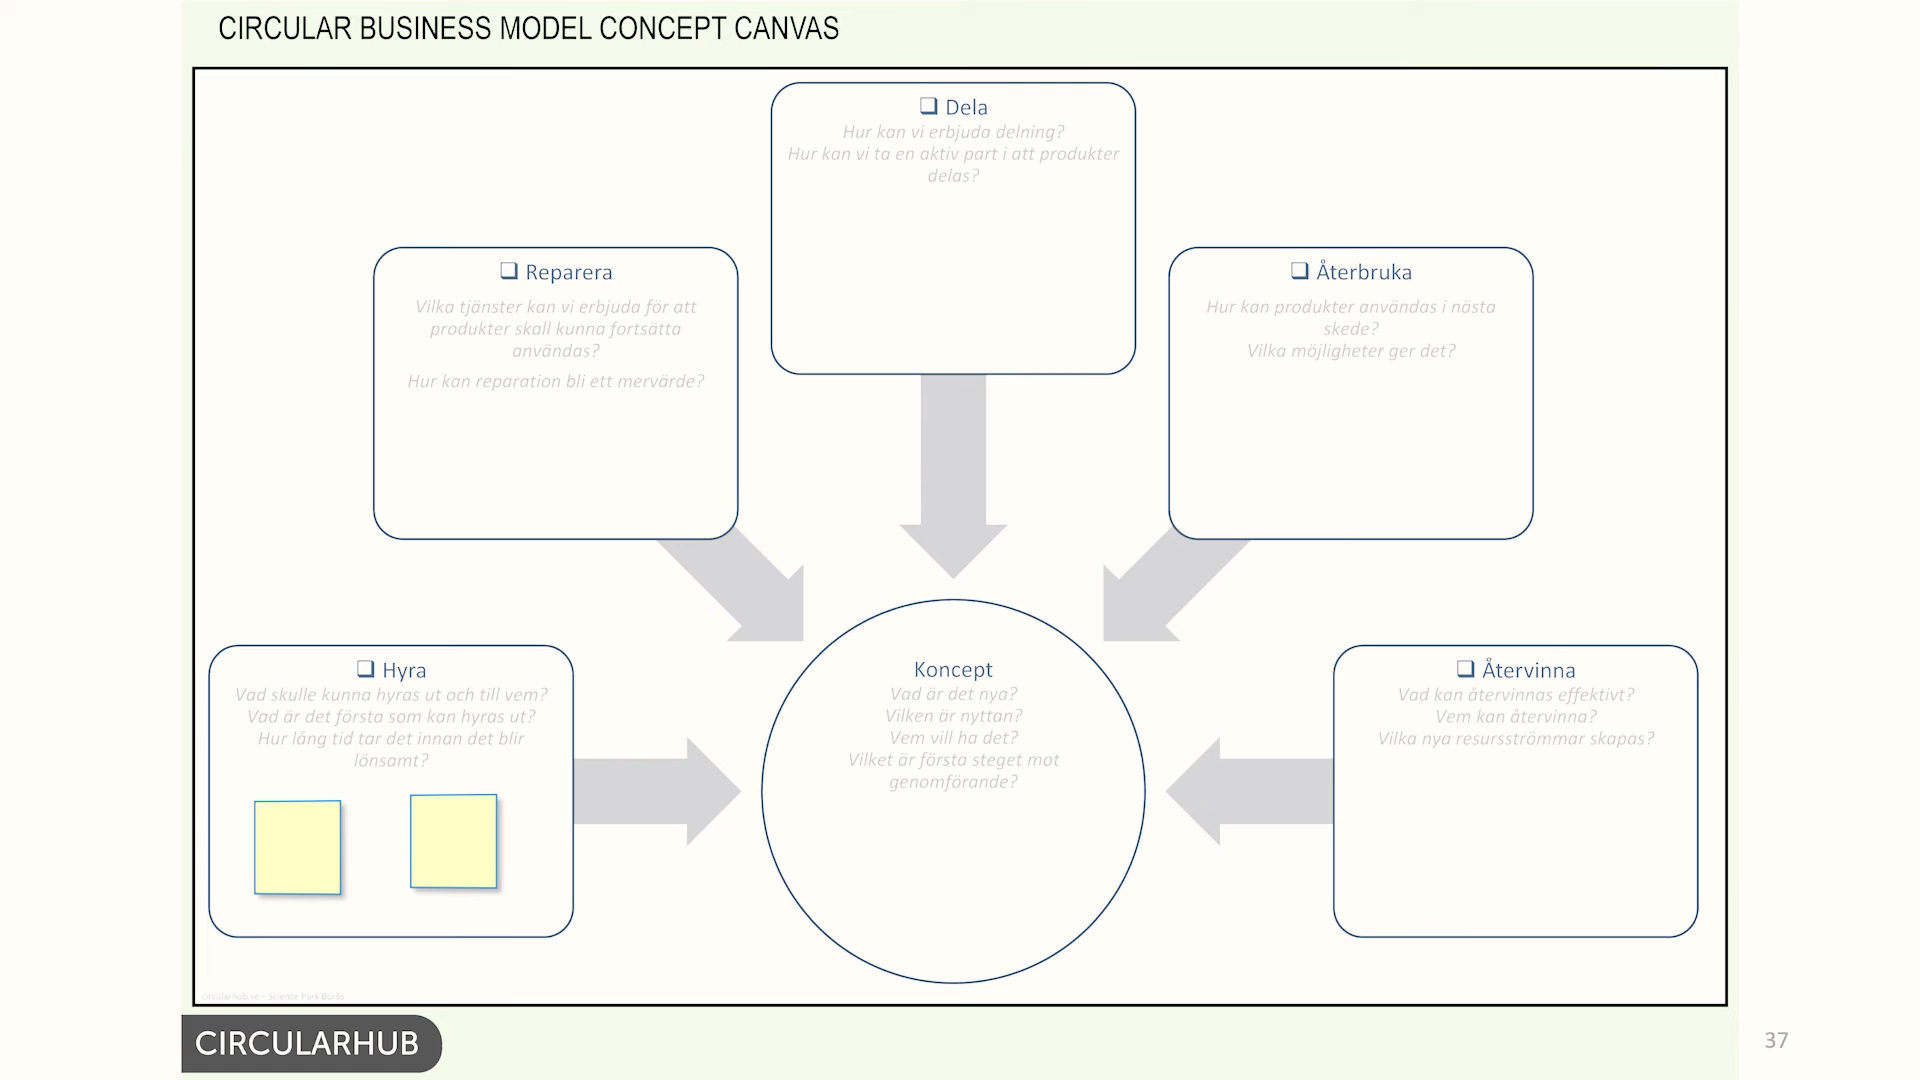 CIRCULAR BUSINESS MODEL CONCEPT CANVAS
❑ Dela
Hur kan vi erbjuda delning?
Hur kan vi ta en aktiv part i att produkter
delas?
❑ Reparera
Vilka tjänster kan vi erbjuda för att
produkter skall kunna fortsätta
användas?
Hur kan reparation bli ett mervärde?
❑ Återbruka
Hur kan produkter användas i nästa
skede?
Vilka möjligheter ger det?
❑ Hyra
Vad skulle kunna hyras ut och till vem?
Vad är det första som kan hyras ut?
Hur lång tid tar det innan det blir
lönsamt?
Koncept
Vad är det nya?
Vilken är nyttan?
Vem vill ha det?
Vilket är första steget mot
genomförande?
❑ Återvinna
Vad kan återvinnas effektivt?
Vem kan återvinna?
Vilka nya resursströmmar skapas?
circularhub.se – Science Park Borås
CIRCULARHUB
37